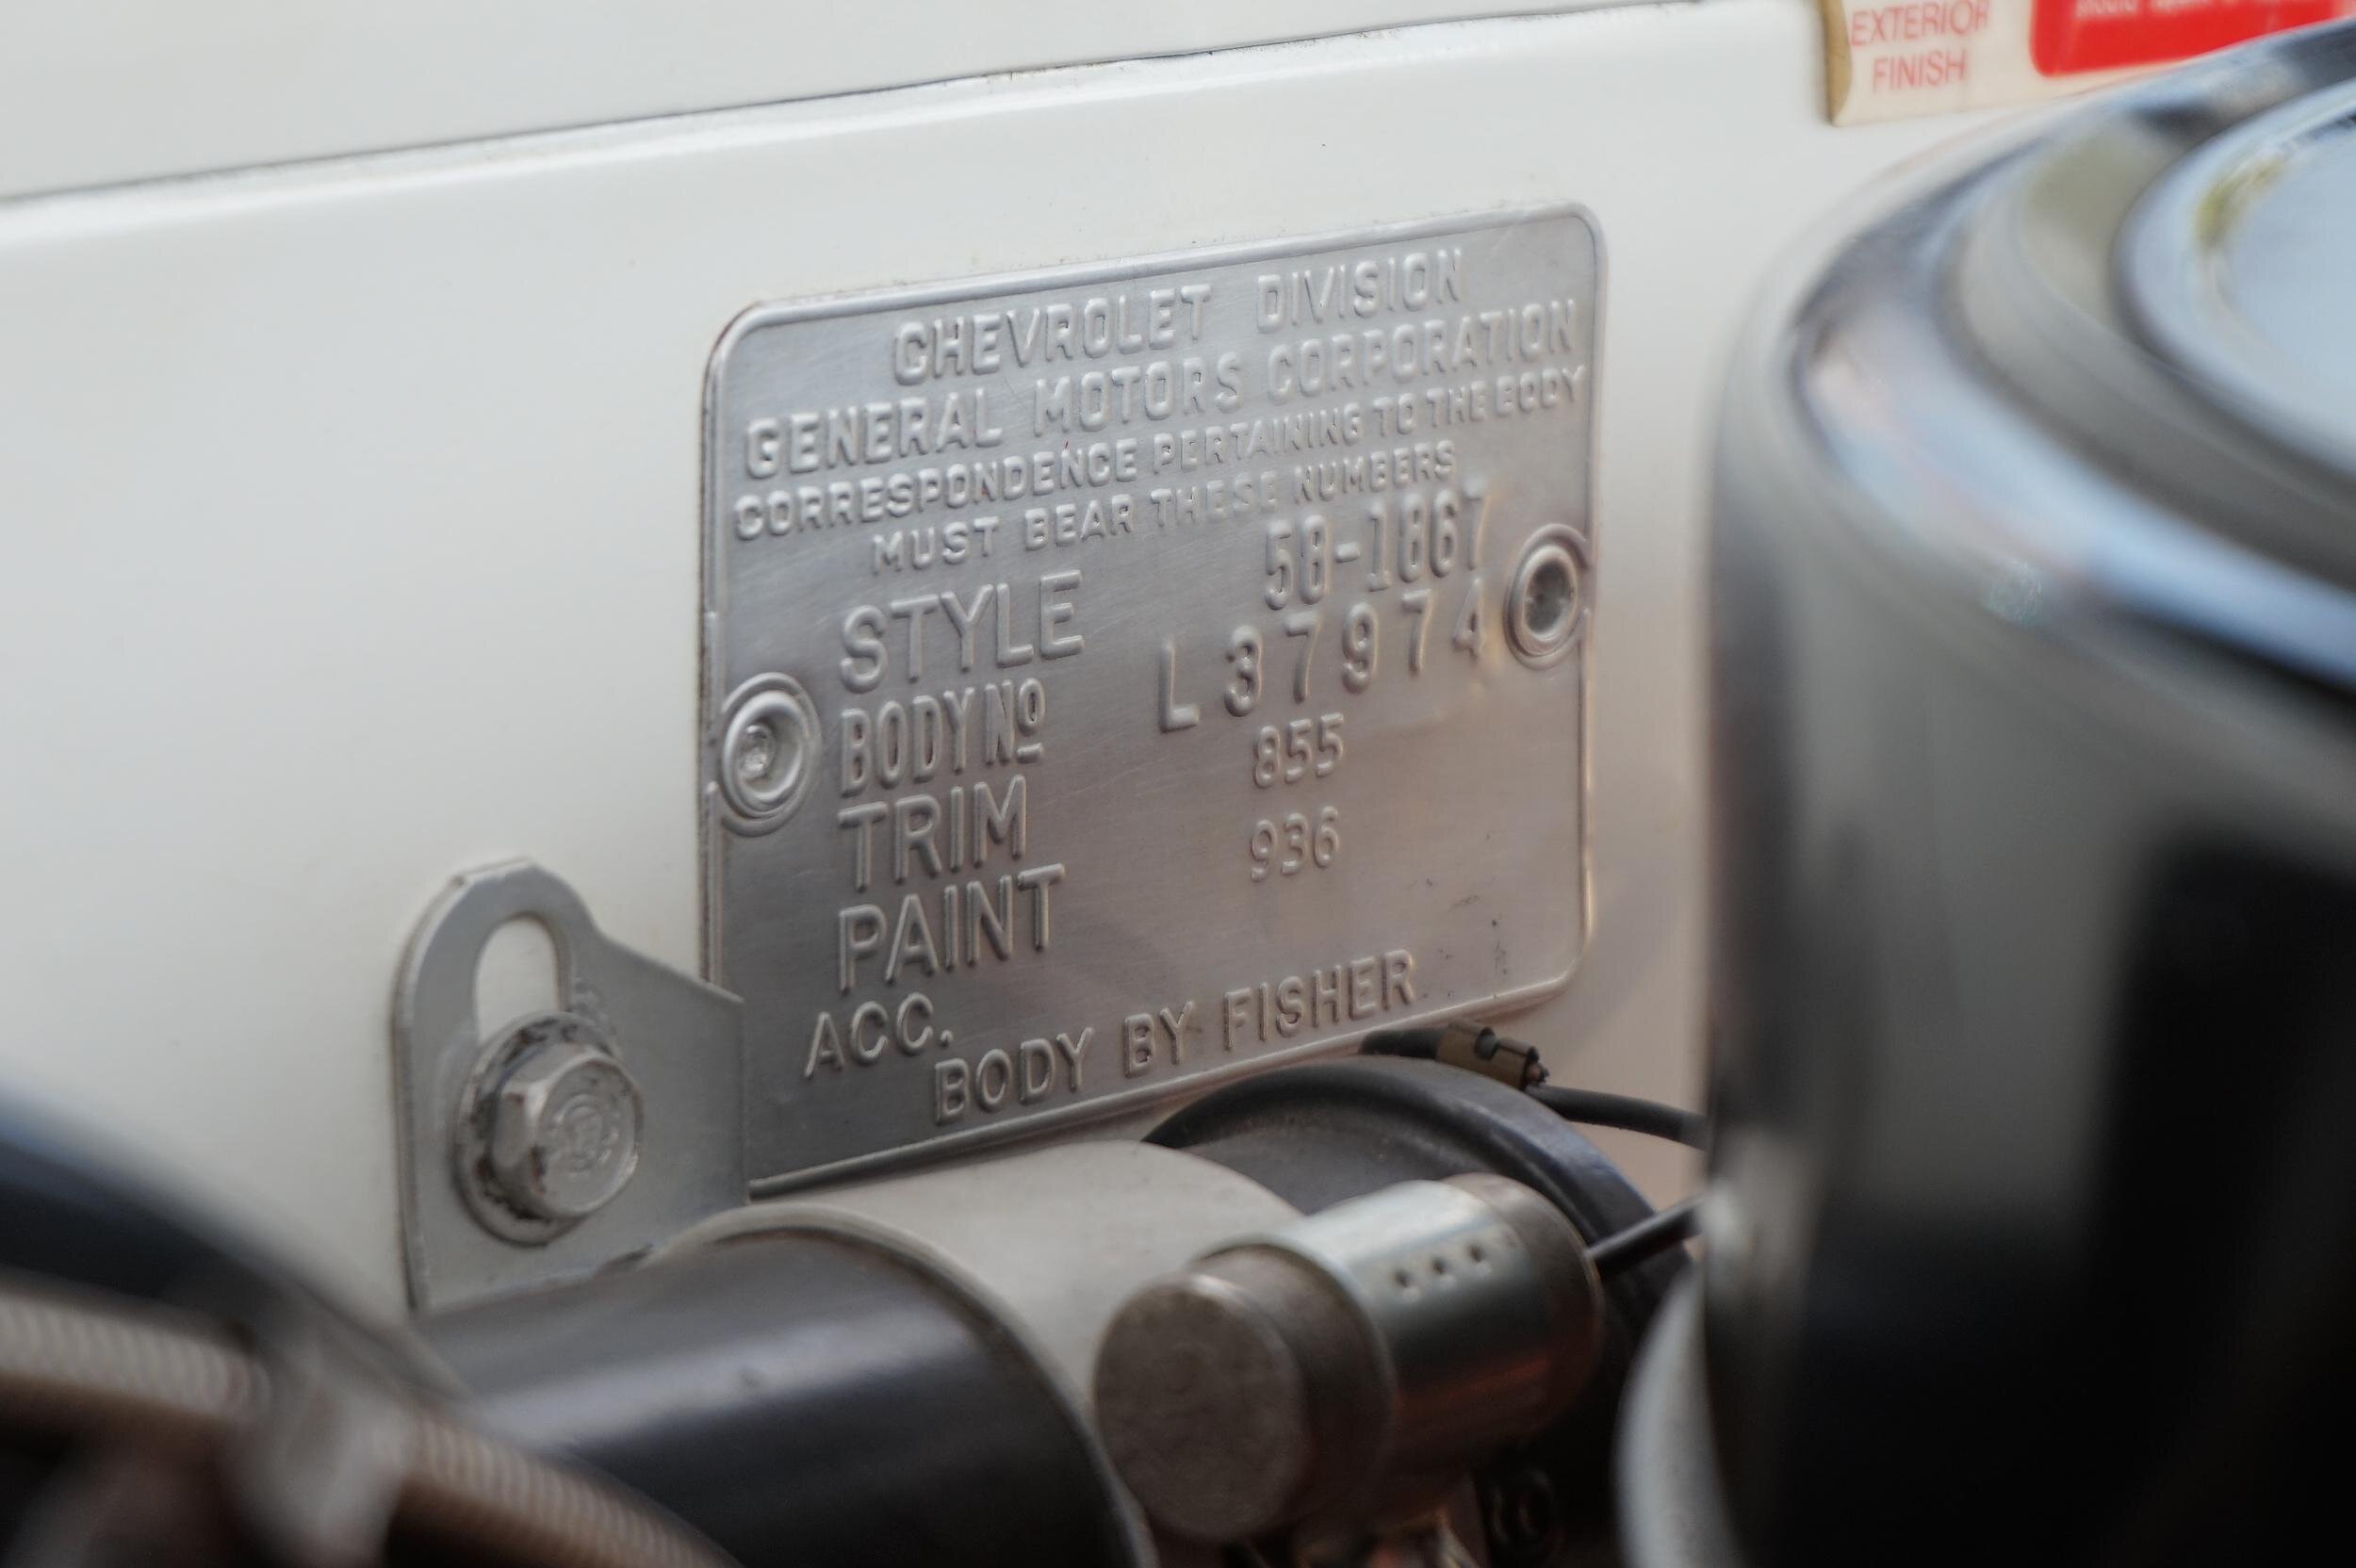 EXTERIOR
FINISH
CHEVROLET DIVISION
GENERAL MOTORS CORPORATION
CORRESPONDENCE PERTAINING TO THE BODY
MUST BEAR THESE NUMBERS
STYLE 58-1867
BODY Nº L37974
TRIM 855
PAINT 936
ACC.
BODY BY FISHER